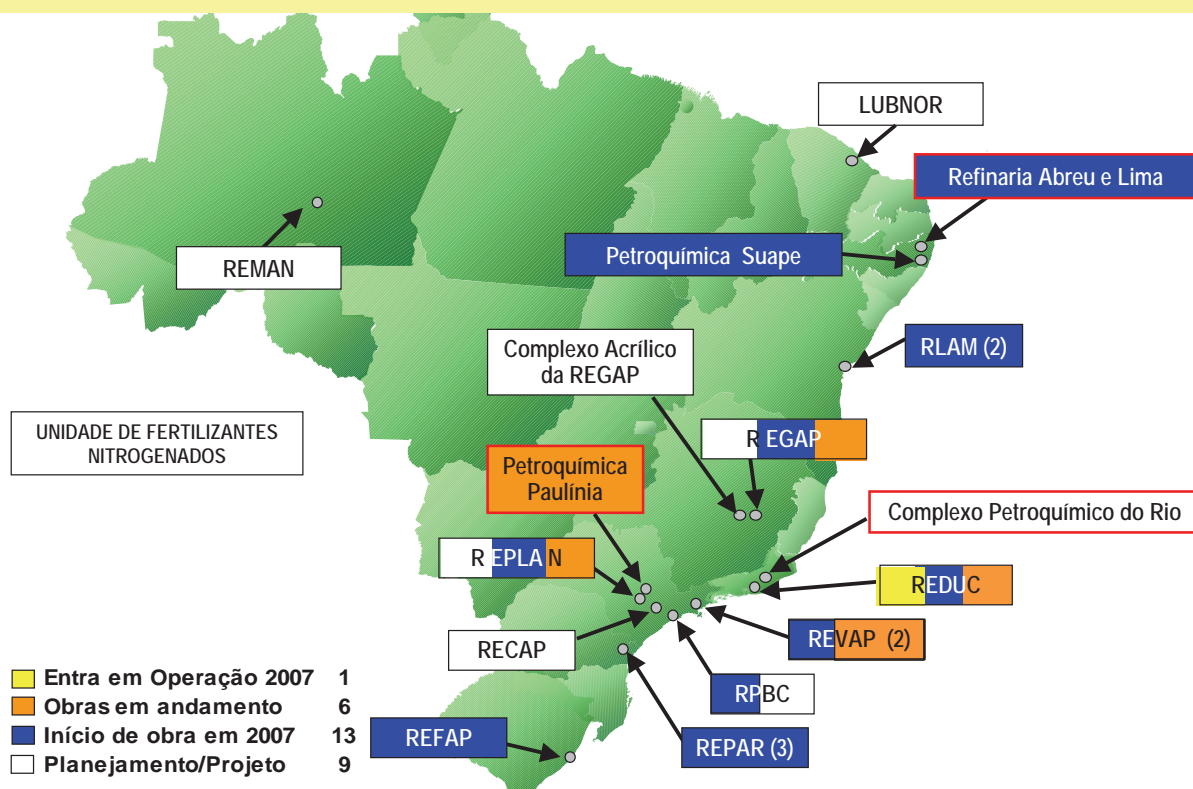 LUBNOR
Refinaria Abreu e Lima
Petroquímica Suape
REMAN
RLAM (2)
Complexo Acrílico
da REGAP
UNIDADE DE FERTILIZANTES
NITROGENADOS
REGAP
Petroquímica
Paulínia
Complexo Petroquímico do Rio
REPLAN
REDUC
REVAP (2)
RECAP
RPBC
REFAP
REPAR (3)
Entra em Operação 2007 1
Obras em andamento 6
Início de obra em 2007 13
Planejamento/Projeto 9